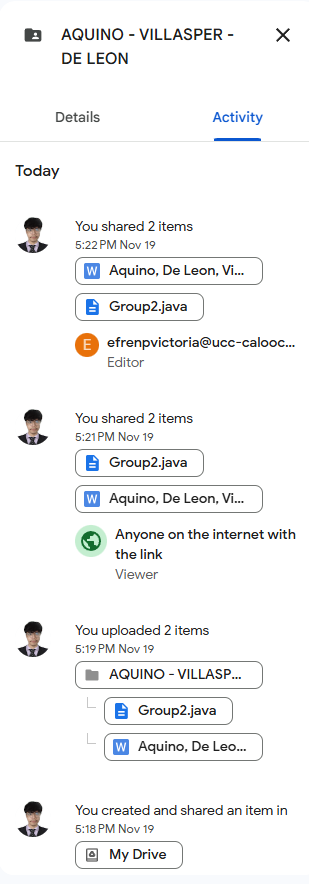 AQUINO - VILLASPER -
DE LEON
Details
Activity
Today
You shared 2 items
5:22 PM Nov 19
W Aquino, De Leon, Vi...
Group2.java
E efrenpvictoria@ucc-calooc...
Editor
You shared 2 items
5:21 PM Nov 19
Group2.java
W Aquino, De Leon, Vi...
Anyone on the internet with
the link
Viewer
You uploaded 2 items
5:19 PM Nov 19
AQUINO - VILLASP...
Group2.java
W Aquino, De Leo...
You created and shared an item in
5:18 PM Nov 19
My Drive